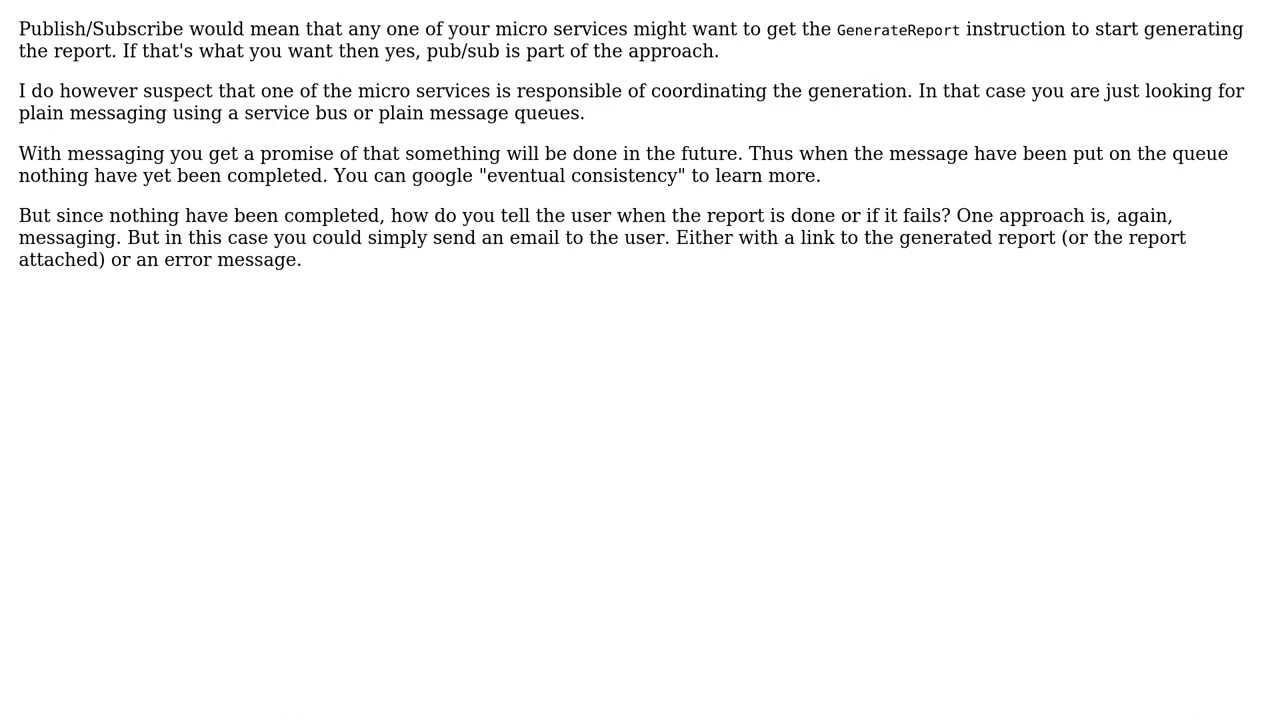 Publish/Subscribe would mean that any one of your micro services might want to get the GenerateReport instruction to start generating
the report. If that's what you want then yes, pub/sub is part of the approach.
I do however suspect that one of the micro services is responsible of coordinating the generation. In that case you are just looking for
plain messaging using a service bus or plain message queues.
With messaging you get a promise of that something will be done in the future. Thus when the message have been put on the queue
nothing have yet been completed. You can google "eventual consistency" to learn more.
But since nothing have been completed, how do you tell the user when the report is done or if it fails? One approach is, again,
messaging. But in this case you could simply send an email to the user. Either with a link to the generated report (or the report
attached) or an error message.